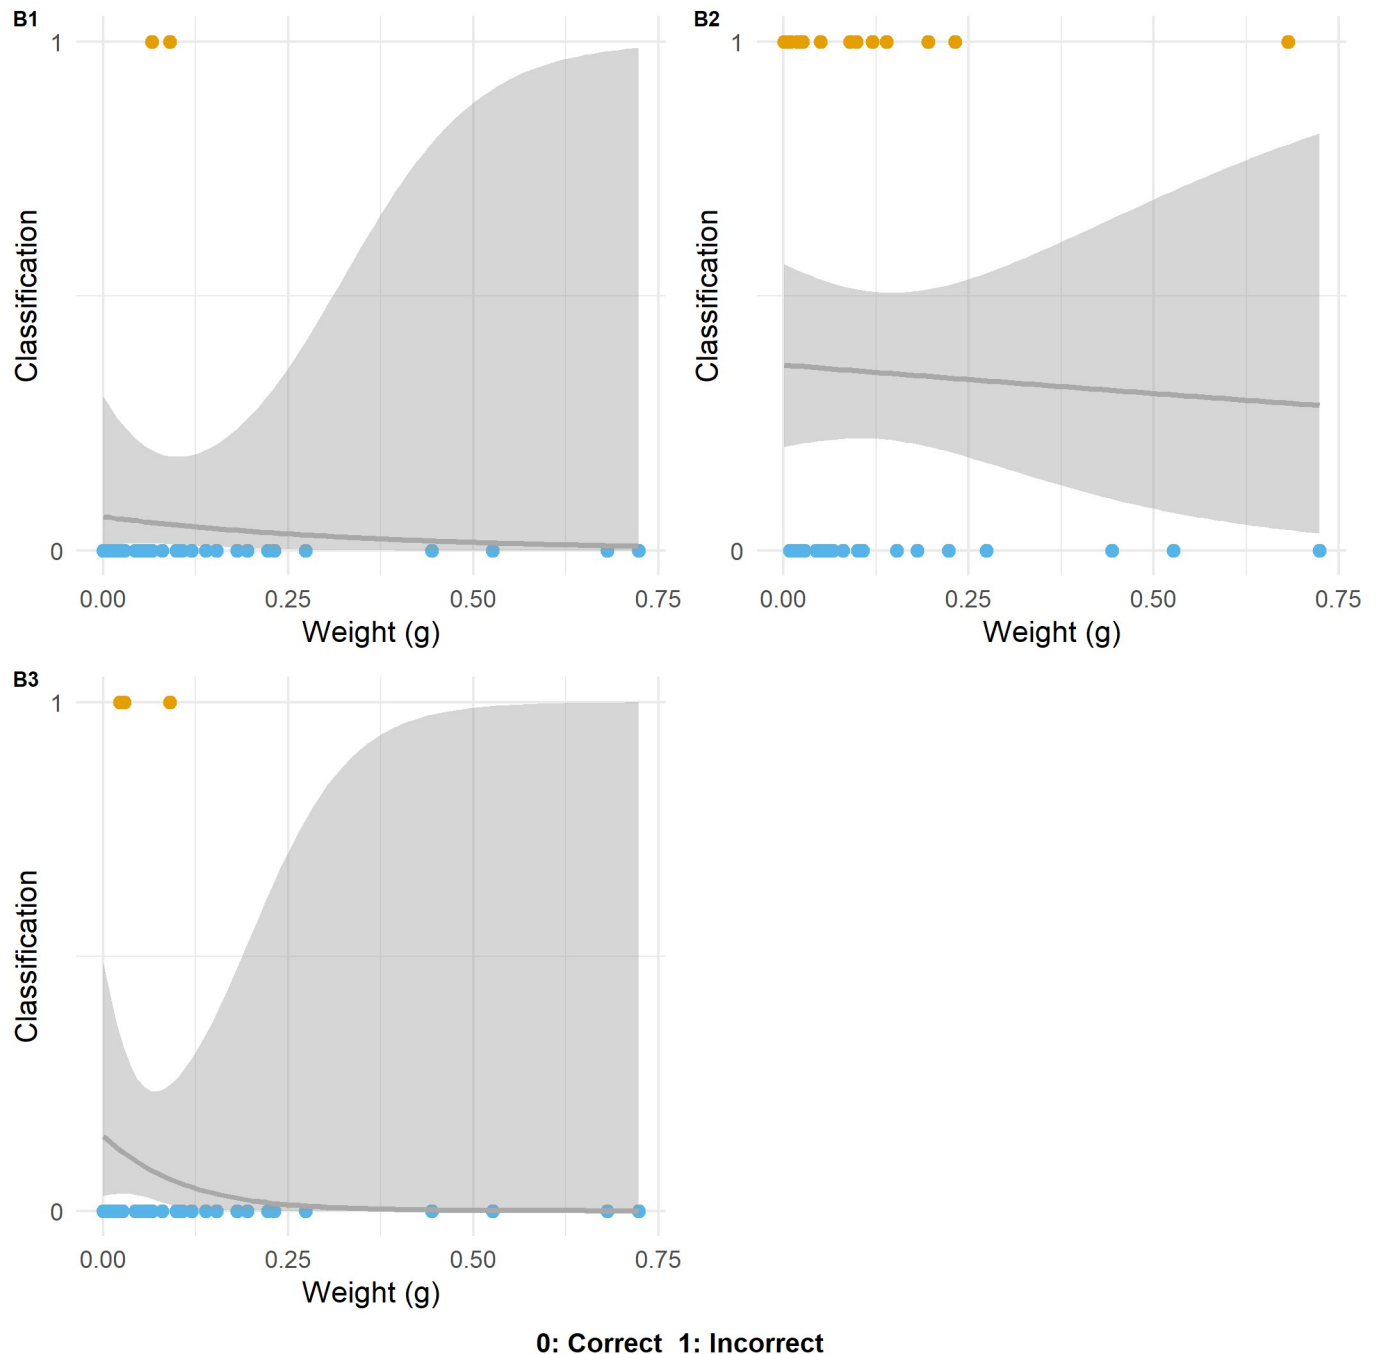 B1
1
Classification
0
0.00 0.25 0.50 0.75
Weight (g)
B2
1
Classification
0
0.00 0.25 0.50 0.75
Weight (g)
B3
1
Classification
0
0.00 0.25 0.50 0.75
Weight (g)
0: Correct 1: Incorrect